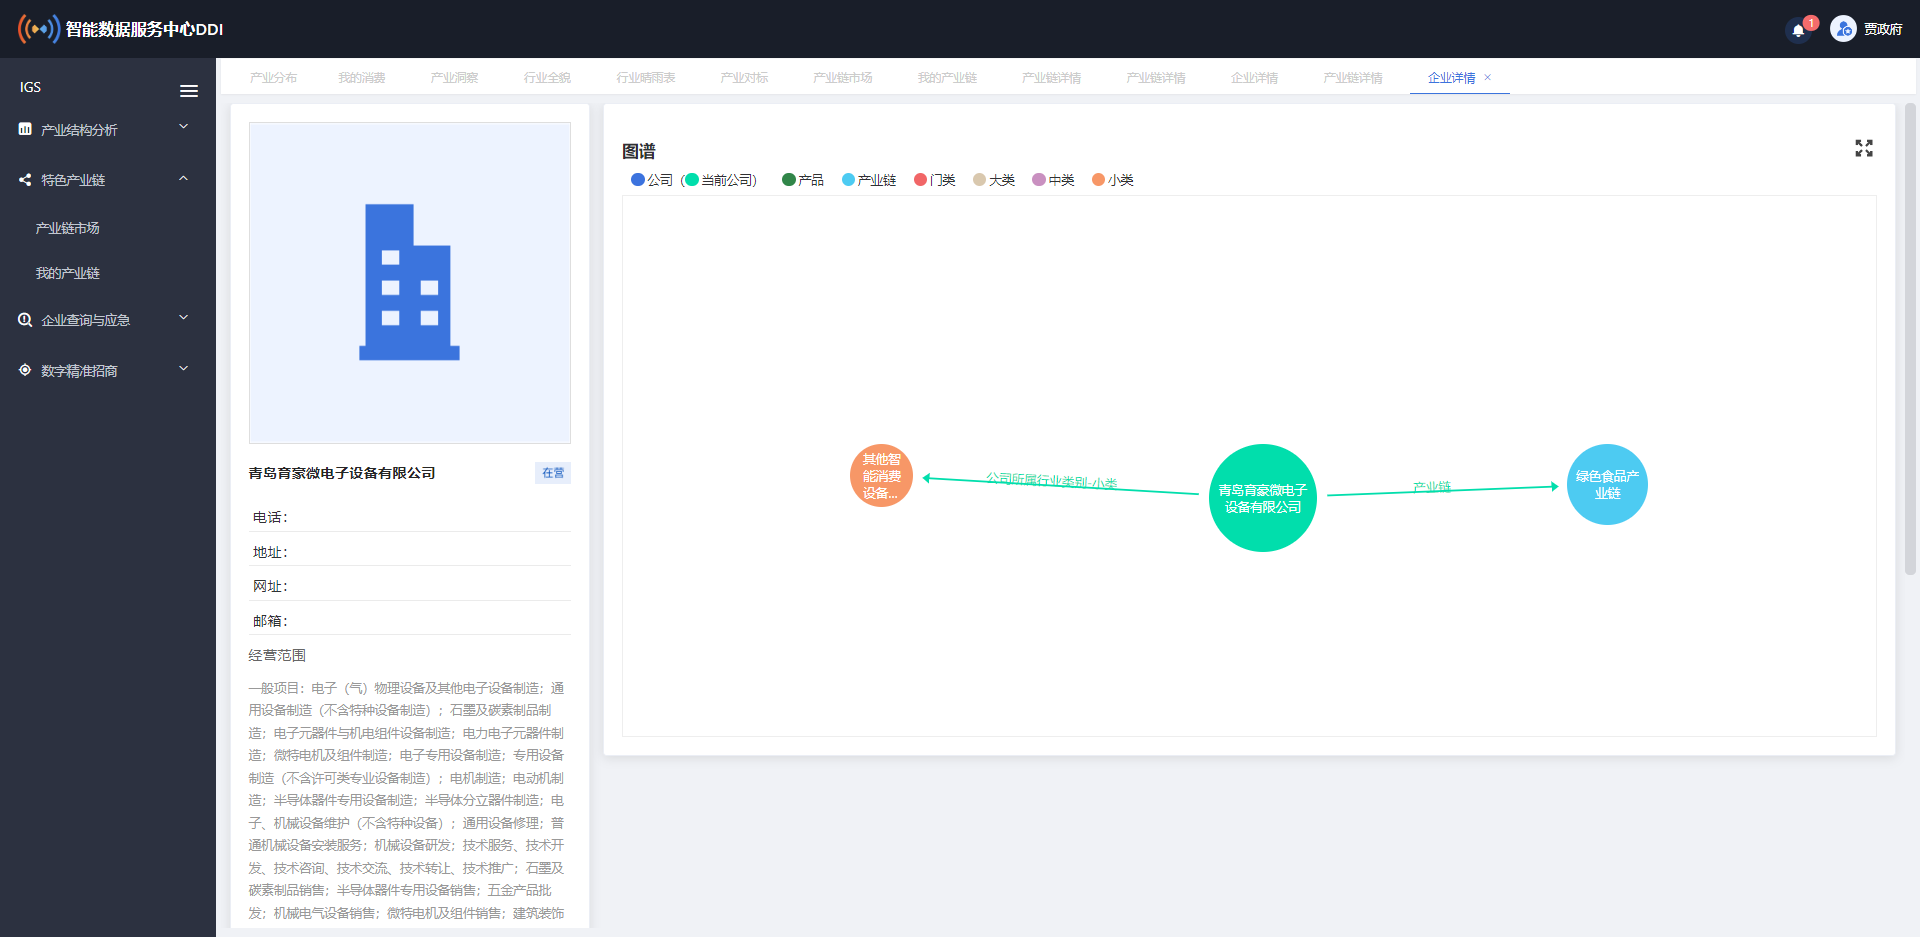 智能数据服务中心DDI
1
贾政府
IGS
产业结构分析
特色产业链
产业链市场
我的产业链
企业查询与应急
数字精准招商
产业分布 我的消费 产业洞察 行业全貌 行业晴雨表 产业对标 产业链市场 我的产业链 产业链详情 产业链详情 企业详情 产业链详情 企业详情 ×
青岛育豪微电子设备有限公司 在营
电话：
地址：
网址：
邮箱：
经营范围
一般项目：电子（气）物理设备及其他电子设备制造；通
用设备制造（不含特种设备制造）；石墨及碳素制品制
造；电子元器件与机电组件设备制造；电力电子元器件制
造；微特电机及组件制造；电子专用设备制造；专用设备
制造（不含许可类专业设备制造）；电机制造；电动机制
造；半导体器件专用设备制造；半导体分立器件制造；电
子、机械设备维护（不含特种设备）；通用设备修理；普
通机械设备安装服务；机械设备研发；技术服务、技术开
发、技术咨询、技术交流、技术转让、技术推广；石墨及
碳素制品销售；半导体器件专用设备销售；五金产品批
发；机械电气设备销售；微特电机及组件销售；建筑装饰
图谱
公司（当前公司） 产品 产业链 门类 大类 中类 小类
其他智
能消费
设备...
公司所属行业类别-小类
青岛育豪微电子
设备有限公司
产业链
绿色食品产
业链